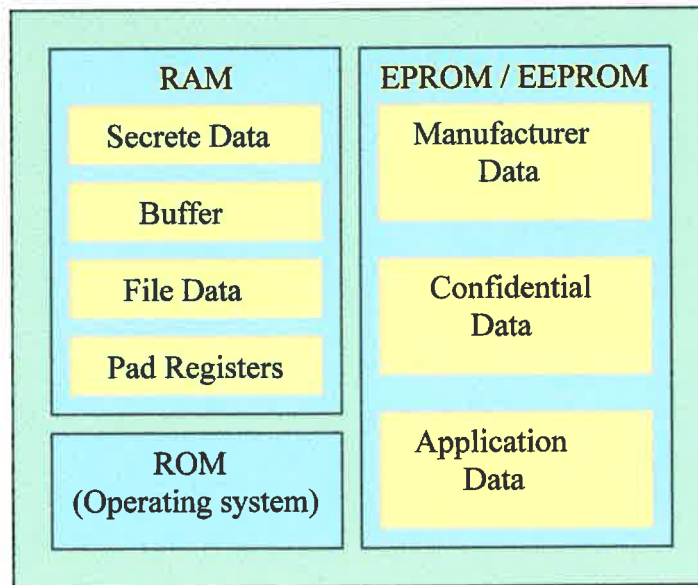 RAM
Secrete Data
Buffer
File Data
Pad Registers
ROM
(Operating system)
EPROM / EEPROM
Manufacturer
Data
Confidential
Data
Application
Data